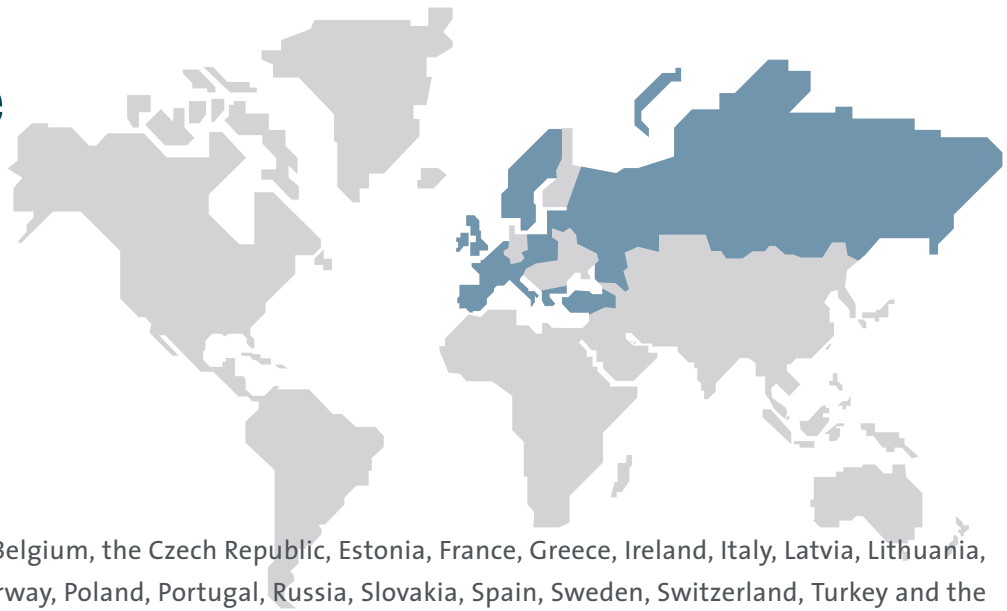 e
Belgium, the Czech Republic, Estonia, France, Greece, Ireland, Italy, Latvia, Lithuania,
rway, Poland, Portugal, Russia, Slovakia, Spain, Sweden, Switzerland, Turkey and the